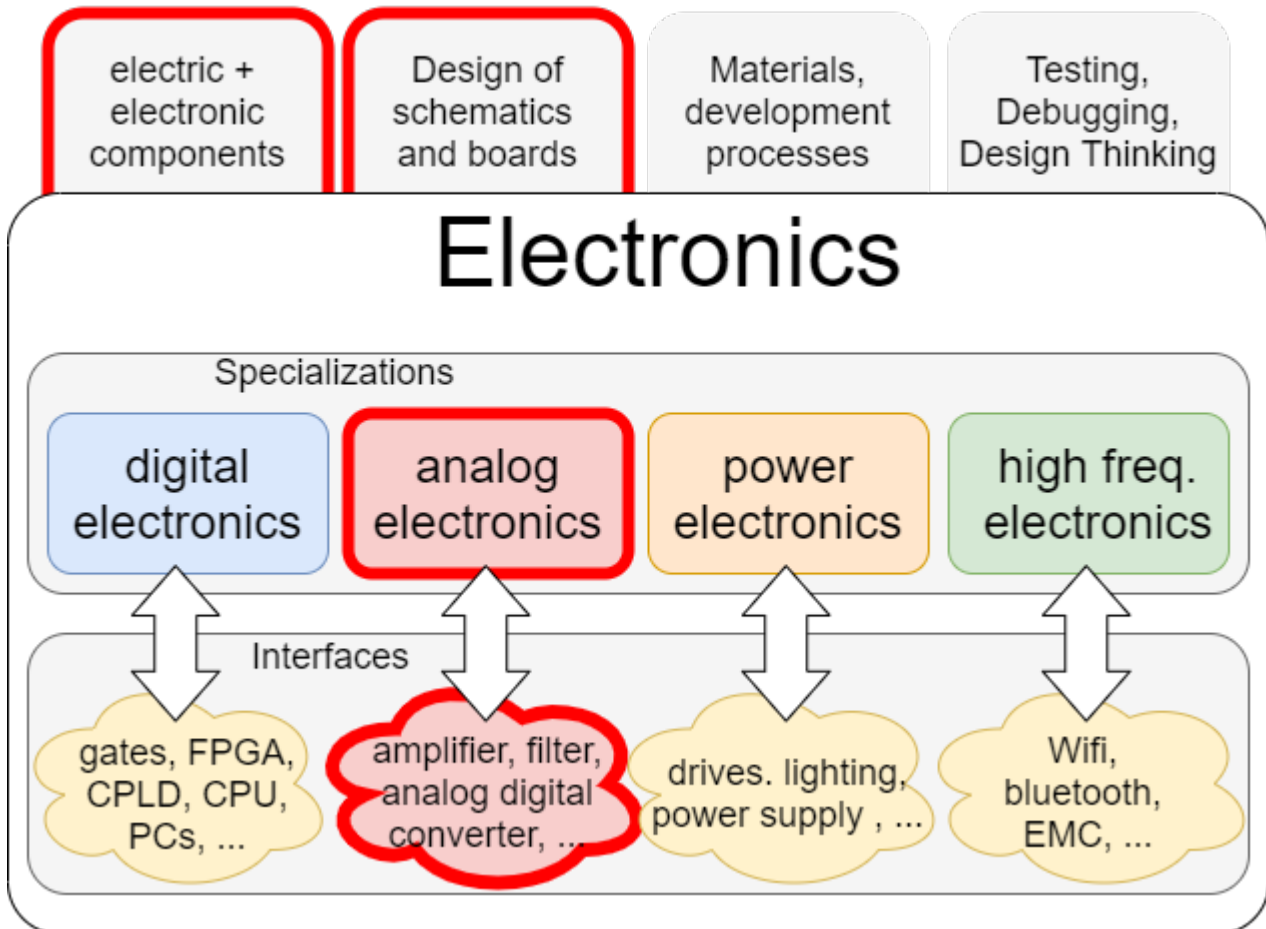 electric +
electronic
components
Design of
schematics
and boards
Materials,
development
processes
Testing,
Debugging,
Design Thinking
Electronics
Specializations
digital
electronics
analog
electronics
power
electronics
high freq.
electronics
Interfaces
gates, FPGA,
CPLD, CPU,
PCs, ...
amplifier, filter,
analog digital
converter, ...
drives. lighting,
power supply , ...
Wifi,
bluetooth,
EMC, ...